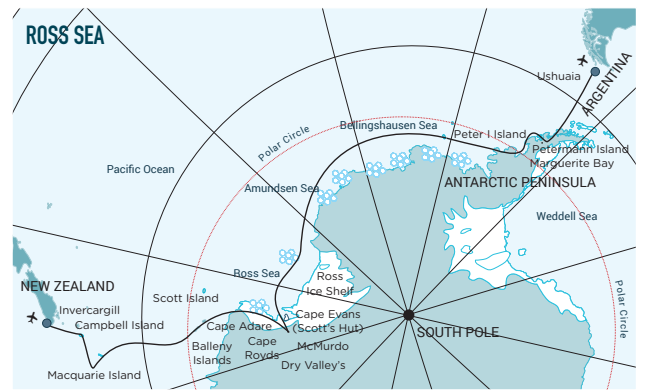 ROSS SEA
Ushuaia
ARGENTINA
Bellingshausen Sea
Peter I Island
Polar Circle
Petermann Island
Marguerite Bay
Pacific Ocean
ANTARCTIC PENINSULA
Amundsen Sea
Weddell Sea
Ross Sea
Ross
Ice Shelf
NEW ZEALAND
Scott Island
Polar Circle
Invercargill
Campbell Island
Cape Adare
Cape Evans
(Scott's Hut)
SOUTH POLE
Balleny
Islands
Cape
Royds
McMurdo
Dry Valley's
Macquarie Island